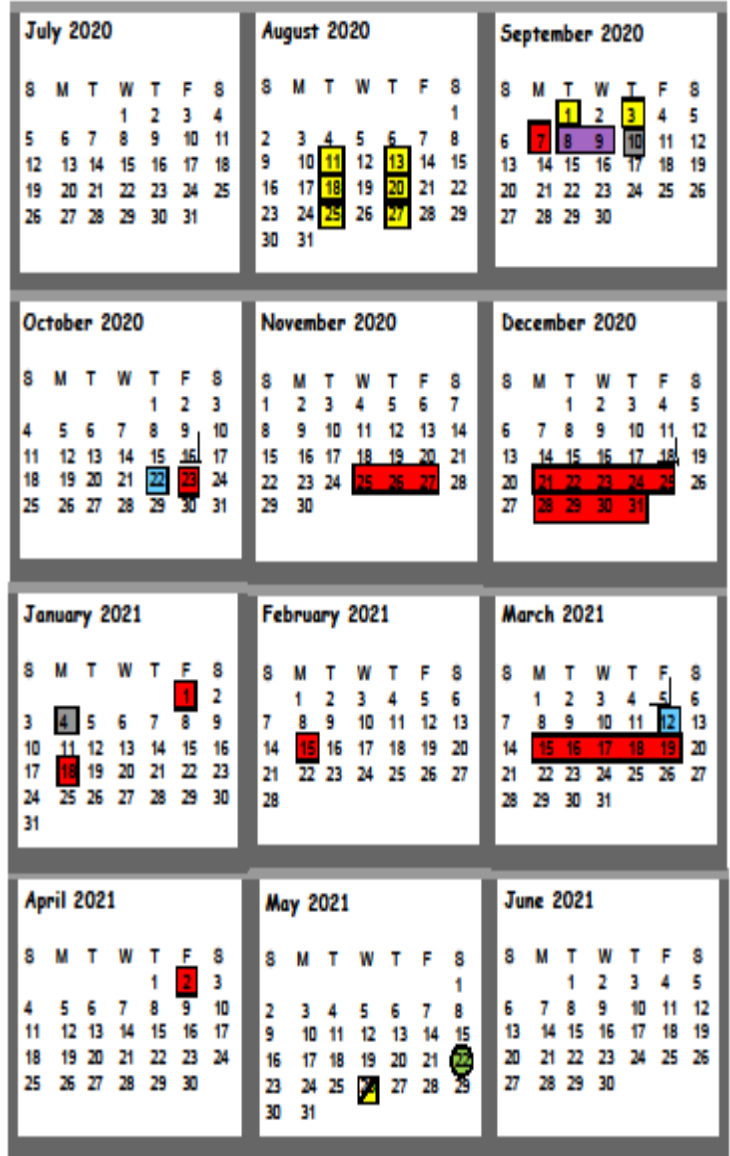 July 2020
S M T W T F S
1 2 3 4
5 6 7 8 9 10 11
12 13 14 15 16 17 18
19 20 21 22 23 24 25
26 27 28 29 30 31
August 2020
S M T W T F S
1
2 3 4 5 6 7 8
9 10 11 12 13 14 15
16 17 18 19 20 21 22
23 24 25 26 27 28 29
30 31
September 2020
S M T W T F S
1 2 3 4 5
6 7 8 9 10 11 12
13 14 15 16 17 18 19
20 21 22 23 24 25 26
27 28 29 30
October 2020
S M T W T F S
1 2 3
4 5 6 7 8 9 10
11 12 13 14 15 16 17
18 19 20 21 22 23 24
25 26 27 28 29 30 31
November 2020
S M T W T F S
1 2 3 4 5 6 7
8 9 10 11 12 13 14
15 16 17 18 19 20 21
22 23 24 25 26 27 28
29 30
December 2020
S M T W T F S
1 2 3 4 5
6 7 8 9 10 11 12
13 14 15 16 17 18 19
20 21 22 23 24 25 26
27 28 29 30 31
January 2021
S M T W T F S
1 2
3 4 5 6 7 8 9
10 11 12 13 14 15 16
17 18 19 20 21 22 23
24 25 26 27 28 29 30
31
February 2021
S M T W T F S
1 2 3 4 5 6
7 8 9 10 11 12 13
14 15 16 17 18 19 20
21 22 23 24 25 26 27
28
March 2021
S M T W T F S
1 2 3 4 5 6
7 8 9 10 11 12 13
14 15 16 17 18 19 20
21 22 23 24 25 26 27
28 29 30 31
April 2021
S M T W T F S
1 2 3
4 5 6 7 8 9 10
11 12 13 14 15 16 17
18 19 20 21 22 23 24
25 26 27 28 29 30
May 2021
S M T W T F S
1
2 3 4 5 6 7 8
9 10 11 12 13 14 15
16 17 18 19 20 21 22
23 24 25 26 27 28 29
30 31
June 2021
S M T W T F S
1 2 3 4 5
6 7 8 9 10 11 12
13 14 15 16 17 18 19
20 21 22 23 24 25 26
27 28 29 30